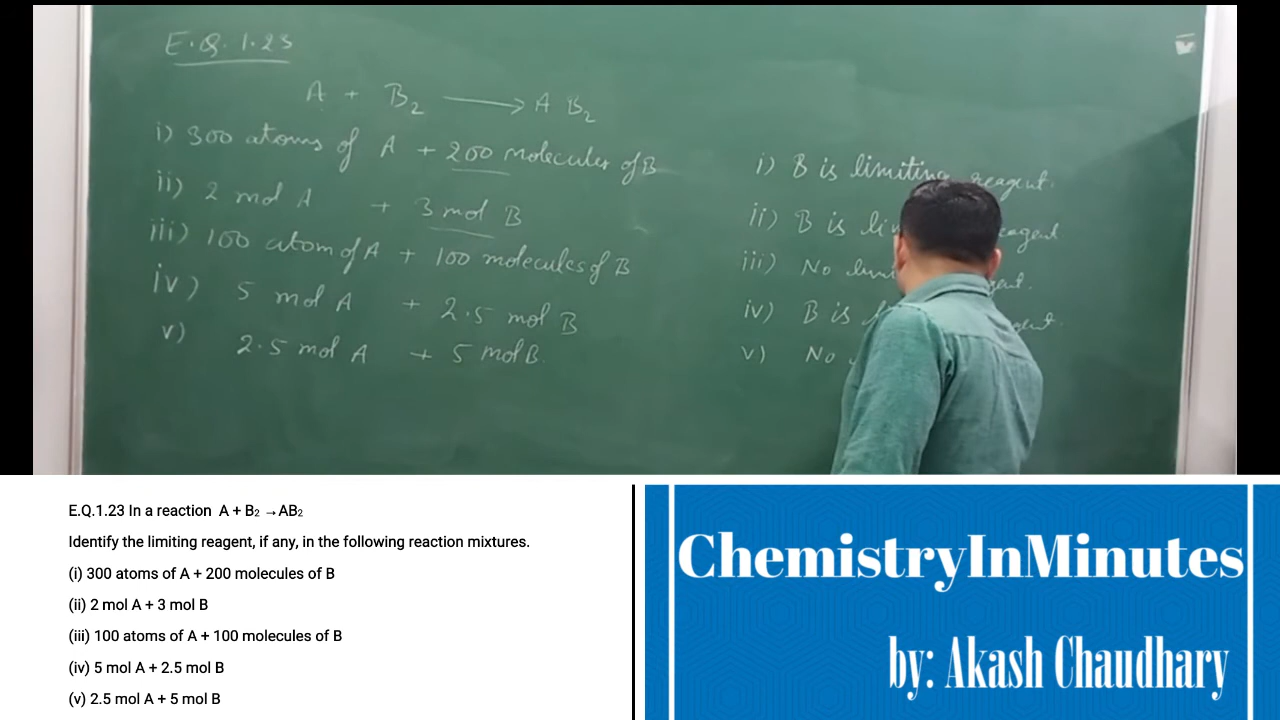 E.Q. 1.23
A + B₂ ⟶ A B₂
i) 300 atoms of A + 200 molecules of B
ii) 2 mol A + 3 mol B
iii) 100 atom of A + 100 molecules of B
iv) 5 mol A + 2.5 mol B
v) 2.5 mol A + 5 mol B.
i) B is limiting reagent.
ii) B is
iii) No
iv) B is
v) No
E.Q.1.23 In a reaction A + B₂ →AB₂
Identify the limiting reagent, if any, in the following reaction mixtures.
(i) 300 atoms of A + 200 molecules of B
(ii) 2 mol A + 3 mol B
(iii) 100 atoms of A + 100 molecules of B
(iv) 5 mol A + 2.5 mol B
(v) 2.5 mol A + 5 mol B
ChemistryInMinutes
by: Akash Chaudhary